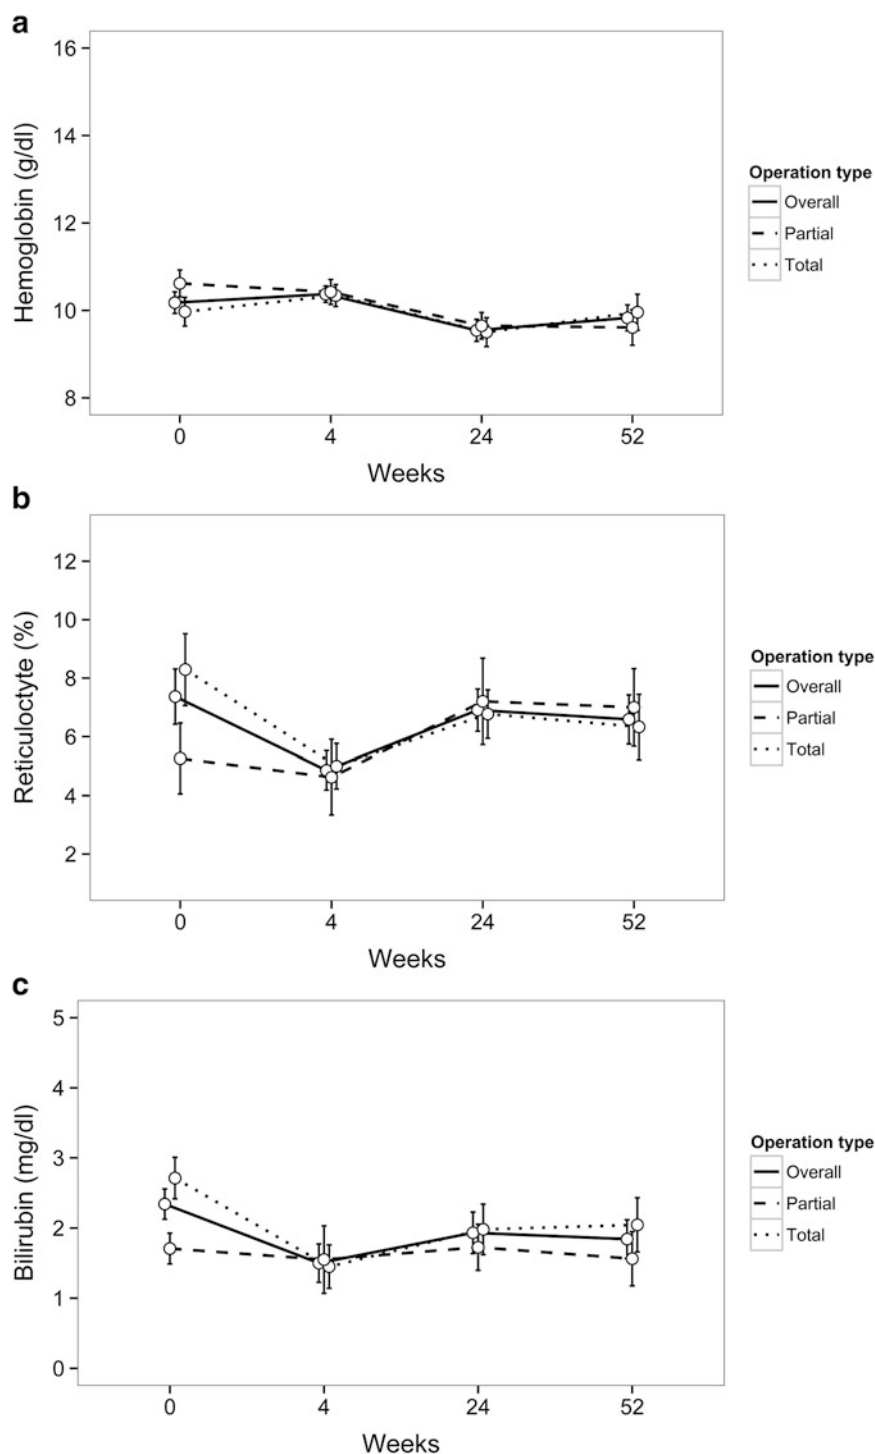 a
16
14
12
10
8
Hemoglobin (g/dl)
0 4 24 52
Weeks
Operation type
Overall
Partial
Total
b
12
10
8
6
4
2
Reticuloctyte (%)
0 4 24 52
Weeks
Operation type
Overall
Partial
Total
c
5
4
3
2
1
0
Bilirubin (mg/dl)
0 4 24 52
Weeks
Operation type
Overall
Partial
Total